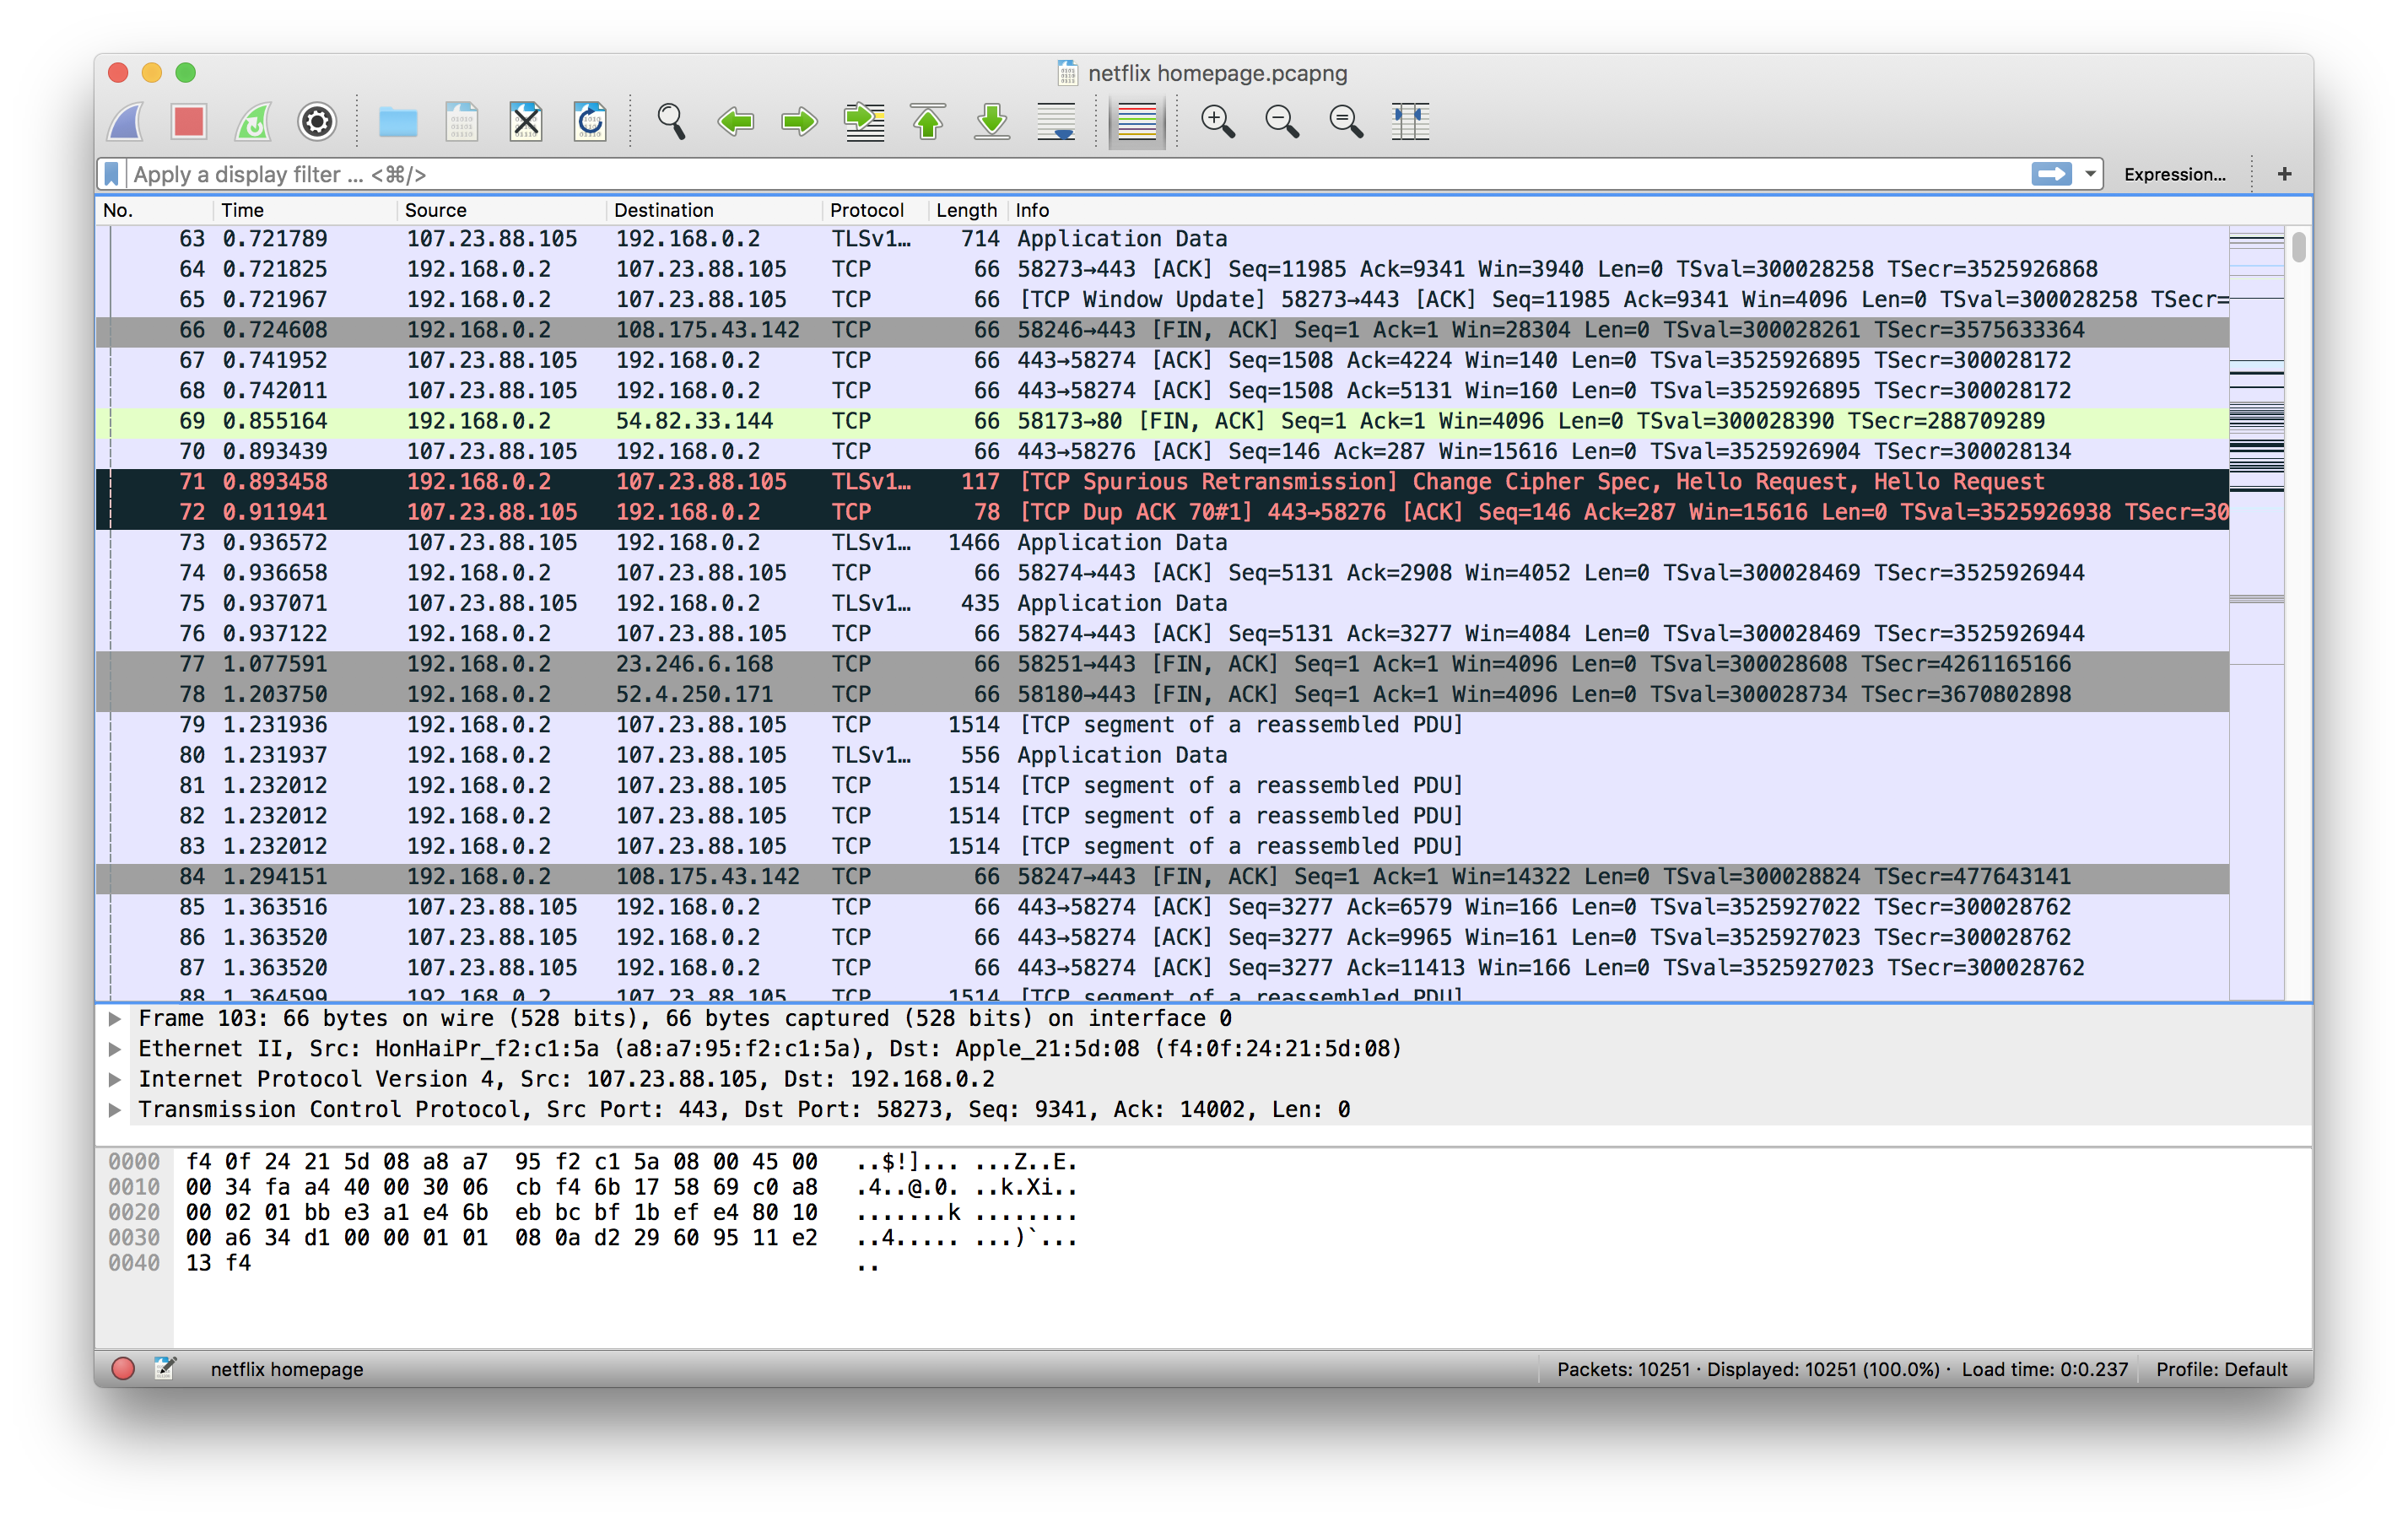 netflix homepage.pcapng
Apply a display filter ... <⌘/>
Expression... +
No. Time Source Destination Protocol Length Info
63 0.721789 107.23.88.105 192.168.0.2 TLSv1… 714 Application Data
64 0.721825 192.168.0.2 107.23.88.105 TCP 66 58273→443 [ACK] Seq=11985 Ack=9341 Win=3940 Len=0 TSval=300028258 TSecr=3525926868
65 0.721967 192.168.0.2 107.23.88.105 TCP 66 [TCP Window Update] 58273→443 [ACK] Seq=11985 Ack=9341 Win=4096 Len=0 TSval=300028258 TSecr=
66 0.724608 192.168.0.2 108.175.43.142 TCP 66 58246→443 [FIN, ACK] Seq=1 Ack=1 Win=28304 Len=0 TSval=300028261 TSecr=3575633364
67 0.741952 107.23.88.105 192.168.0.2 TCP 66 443→58274 [ACK] Seq=1508 Ack=4224 Win=140 Len=0 TSval=3525926895 TSecr=300028172
68 0.742011 107.23.88.105 192.168.0.2 TCP 66 443→58274 [ACK] Seq=1508 Ack=5131 Win=160 Len=0 TSval=3525926895 TSecr=300028172
69 0.855164 192.168.0.2 54.82.33.144 TCP 66 58173→80 [FIN, ACK] Seq=1 Ack=1 Win=4096 Len=0 TSval=300028390 TSecr=288709289
70 0.893439 107.23.88.105 192.168.0.2 TCP 66 443→58276 [ACK] Seq=146 Ack=287 Win=15616 Len=0 TSval=3525926904 TSecr=300028134
71 0.893458 192.168.0.2 107.23.88.105 TLSv1… 117 [TCP Spurious Retransmission] Change Cipher Spec, Hello Request, Hello Request
72 0.911941 107.23.88.105 192.168.0.2 TCP 78 [TCP Dup ACK 70#1] 443→58276 [ACK] Seq=146 Ack=287 Win=15616 Len=0 TSval=3525926938 TSecr=30
73 0.936572 107.23.88.105 192.168.0.2 TLSv1… 1466 Application Data
74 0.936658 192.168.0.2 107.23.88.105 TCP 66 58274→443 [ACK] Seq=5131 Ack=2908 Win=4052 Len=0 TSval=300028469 TSecr=3525926944
75 0.937071 107.23.88.105 192.168.0.2 TLSv1… 435 Application Data
76 0.937122 192.168.0.2 107.23.88.105 TCP 66 58274→443 [ACK] Seq=5131 Ack=3277 Win=4084 Len=0 TSval=300028469 TSecr=3525926944
77 1.077591 192.168.0.2 23.246.6.168 TCP 66 58251→443 [FIN, ACK] Seq=1 Ack=1 Win=4096 Len=0 TSval=300028608 TSecr=4261165166
78 1.203750 192.168.0.2 52.4.250.171 TCP 66 58180→443 [FIN, ACK] Seq=1 Ack=1 Win=4096 Len=0 TSval=300028734 TSecr=3670802898
79 1.231936 192.168.0.2 107.23.88.105 TCP 1514 [TCP segment of a reassembled PDU]
80 1.231937 192.168.0.2 107.23.88.105 TLSv1… 556 Application Data
81 1.232012 192.168.0.2 107.23.88.105 TCP 1514 [TCP segment of a reassembled PDU]
82 1.232012 192.168.0.2 107.23.88.105 TCP 1514 [TCP segment of a reassembled PDU]
83 1.232012 192.168.0.2 107.23.88.105 TCP 1514 [TCP segment of a reassembled PDU]
84 1.294151 192.168.0.2 108.175.43.142 TCP 66 58247→443 [FIN, ACK] Seq=1 Ack=1 Win=14322 Len=0 TSval=300028824 TSecr=477643141
85 1.363516 107.23.88.105 192.168.0.2 TCP 66 443→58274 [ACK] Seq=3277 Ack=6579 Win=166 Len=0 TSval=3525927022 TSecr=300028762
86 1.363520 107.23.88.105 192.168.0.2 TCP 66 443→58274 [ACK] Seq=3277 Ack=9965 Win=161 Len=0 TSval=3525927023 TSecr=300028762
87 1.363520 107.23.88.105 192.168.0.2 TCP 66 443→58274 [ACK] Seq=3277 Ack=11413 Win=166 Len=0 TSval=3525927023 TSecr=300028762
88 1.364599 192.168.0.2 107.23.88.105 TCP 1514 [TCP segment of a reassembled PDU]
Frame 103: 66 bytes on wire (528 bits), 66 bytes captured (528 bits) on interface 0
Ethernet II, Src: HonHaiPr_f2:c1:5a (a8:a7:95:f2:c1:5a), Dst: Apple_21:5d:08 (f4:0f:24:21:5d:08)
Internet Protocol Version 4, Src: 107.23.88.105, Dst: 192.168.0.2
Transmission Control Protocol, Src Port: 443, Dst Port: 58273, Seq: 9341, Ack: 14002, Len: 0
0000 f4 0f 24 21 5d 08 a8 a7 95 f2 c1 5a 08 00 45 00 ..$!]... ...Z..E.
0010 00 34 fa a4 40 00 30 06 cb f4 6b 17 58 69 c0 a8 .4..@.0. ..k.Xi..
0020 00 02 01 bb e3 a1 e4 6b eb bc bf 1b ef e4 80 10 .......k ........
0030 00 a6 34 d1 00 00 01 01 08 0a d2 29 60 95 11 e2 ..4..... ...)`...
0040 13 f4 ..
netflix homepage Packets: 10251 · Displayed: 10251 (100.0%) · Load time: 0:0.237 Profile: Default